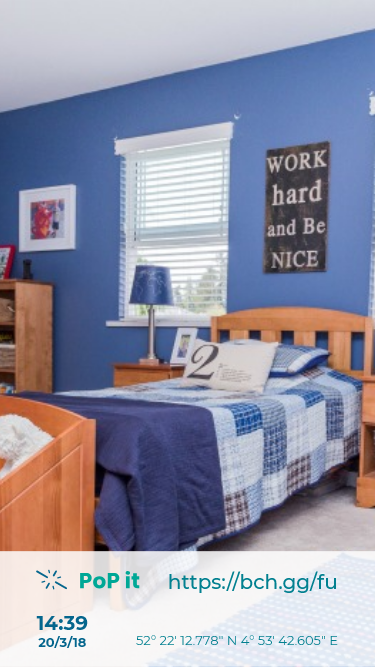 WORK
hard
and Be
NICE
2
PoP it
https://bch.gg/fu
14:39
20/3/18
52° 22' 12.778" N 4° 53' 42.605" E